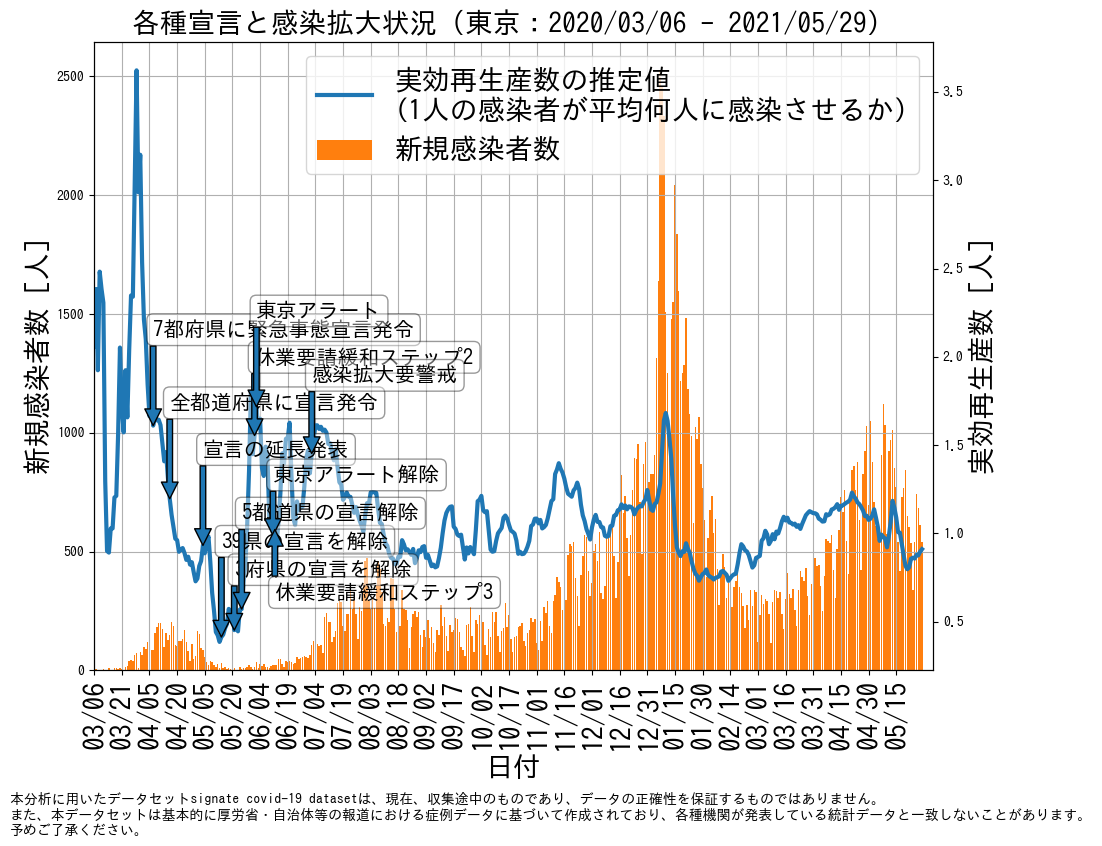 各種宣言と感染拡大状況 (東京：2020/03/06 - 2021/05/29)
実効再生産数の推定値
(1人の感染者が平均何人に感染させるか)
新規感染者数
新規感染者数 [人]
2500
2000
1500
1000
500
0
実効再生産数 [人]
3.5
3.0
2.5
2.0
1.5
1.0
0.5
東京アラート
7都府県に緊急事態宣言発令
休業要請緩和ステップ2
感染拡大要警戒
全都道府県に宣言発令
宣言の延長発表
東京アラート解除
5都道県の宣言解除
39県の宣言を解除
3府県の宣言を解除
休業要請緩和ステップ3
03/06
03/21
04/05
04/20
05/05
05/20
06/04
06/19
07/04
07/19
08/03
08/18
09/02
09/17
10/02
10/17
11/01
11/16
12/01
12/16
12/31
01/15
01/30
02/14
03/01
03/16
03/31
04/15
04/30
05/15
日付
本分析に用いたデータセットsignate covid-19 datasetは、現在、収集途中のものであり、データの正確性を保証するものではありません。
また、本データセットは基本的に厚労省・自治体等の報道における症例データに基づいて作成されており、各種機関が発表している統計データと一致しないことがあります。
予めご了承ください。